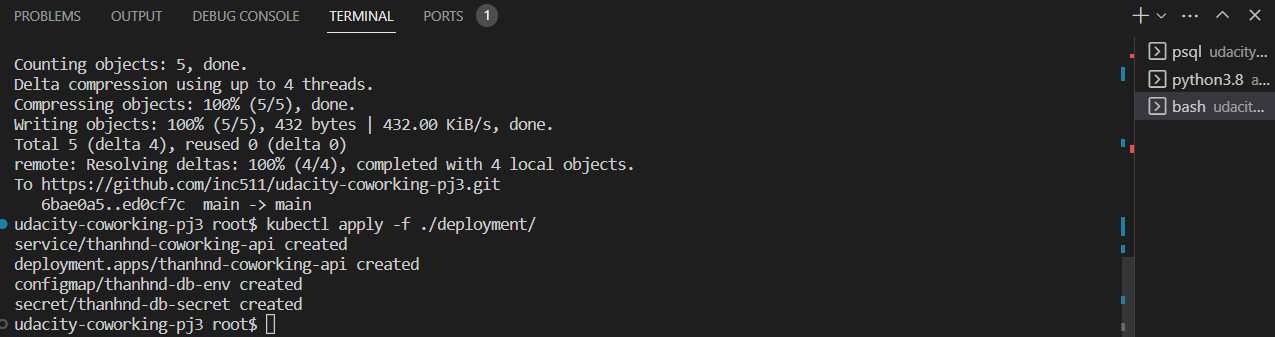 PROBLEMS OUTPUT DEBUG CONSOLE TERMINAL PORTS 1
Counting objects: 5, done.
Delta compression using up to 4 threads.
Compressing objects: 100% (5/5), done.
Writing objects: 100% (5/5), 432 bytes | 432.00 KiB/s, done.
Total 5 (delta 4), reused 0 (delta 0)
remote: Resolving deltas: 100% (4/4), completed with 4 local objects.
To https://github.com/inc511/udacity-coworking-pj3.git
6bae0a5..ed0cf7c main -> main
udacity-coworking-pj3 root$ kubectl apply -f ./deployment/
service/thanhnd-coworking-api created
deployment.apps/thanhnd-coworking-api created
configmap/thanhnd-db-env created
secret/thanhnd-db-secret created
udacity-coworking-pj3 root$
psql udacity...
python3.8 a...
bash udacit...